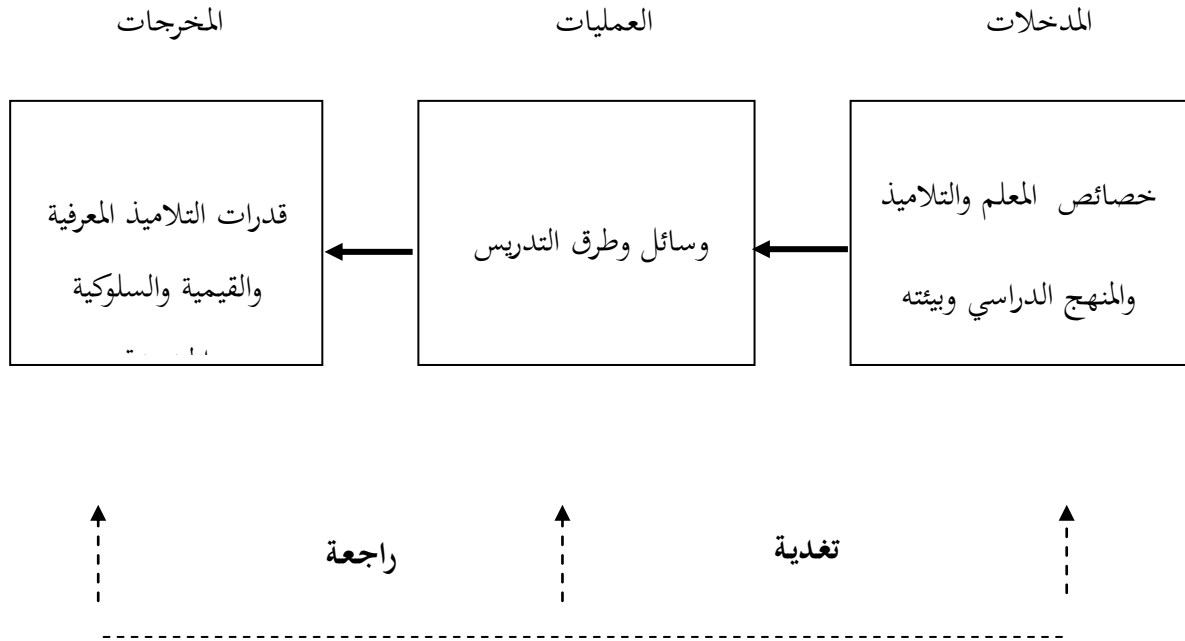 المدخلات
العمليات
المخرجات
خصائص المعلم والتلاميذ
والمنهج الدراسي وبيئته
وسائل وطرق التدريس
قدرات التلاميذ المعرفية
والقيمية والسلوكية
تغدية
راجعة